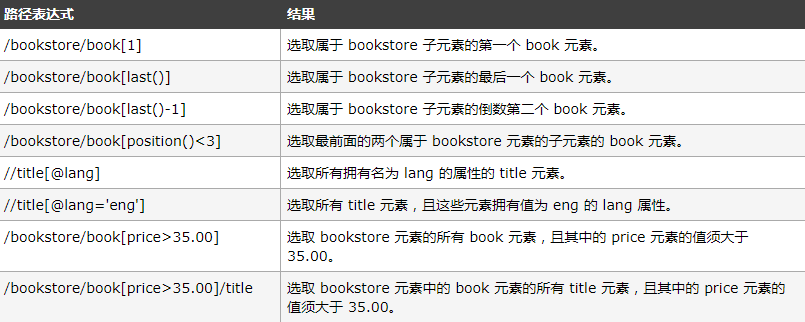 路径表达式 结果
/bookstore/book[1] 选取属于 bookstore 子元素的第一个 book 元素。
/bookstore/book[last()] 选取属于 bookstore 子元素的最后一个 book 元素。
/bookstore/book[last()-1] 选取属于 bookstore 子元素的倒数第二个 book 元素。
/bookstore/book[position()<3] 选取最前面的两个属于 bookstore 元素的子元素的 book 元素。
//title[@lang] 选取所有拥有名为 lang 的属性的 title 元素。
//title[@lang='eng'] 选取所有 title 元素，且这些元素拥有值为 eng 的 lang 属性。
/bookstore/book[price>35.00] 选取 bookstore 元素的所有 book 元素，且其中的 price 元素的值须大于
35.00。
/bookstore/book[price>35.00]/title 选取 bookstore 元素中的 book 元素的所有 title 元素，且其中的 price 元素的
值须大于 35.00。